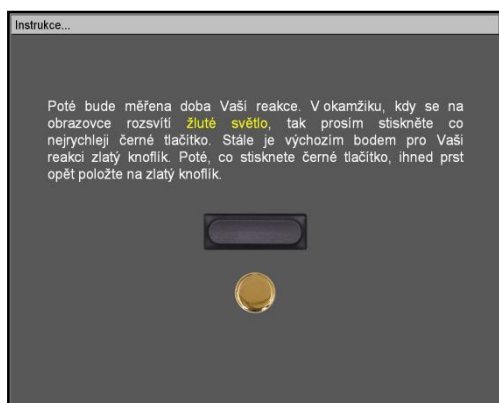 Instrukce...
Poté bude měřena doba Vaší reakce. V okamžiku, kdy se na
obrazovce rozsvítí žluté světlo, tak prosím stiskněte co
nejrychleji černé tlačítko. Stále je výchozím bodem pro Vaši
reakci zlatý knoflík. Poté, co stisknete černé tlačítko, ihned prst
opět položte na zlatý knoflík.